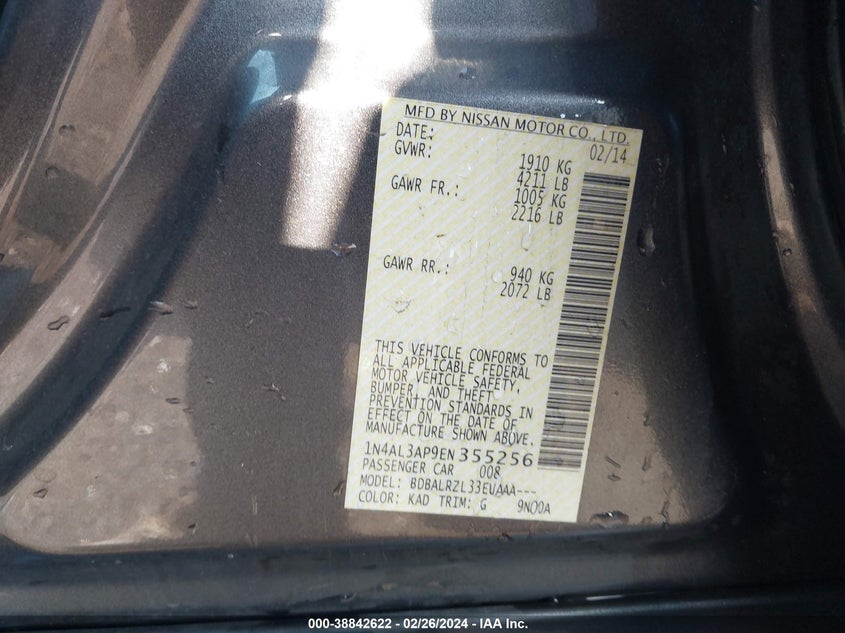 MFD BY NISSAN MOTOR CO., LTD.
DATE: 02/14
GVWR: 1910 KG
4211 LB
GAWR FR.: 1005 KG
2216 LB
GAWR RR.: 940 KG
2072 LB
THIS VEHICLE CONFORMS TO
ALL APPLICABLE FEDERAL
MOTOR VEHICLE SAFETY,
BUMPER, AND THEFT
PREVENTION STANDARDS IN
EFFECT ON THE DATE OF
MANUFACTURE SHOWN ABOVE.
1N4AL3AP9EN355256
PASSENGER CAR 008
MODEL: BDBALRZL33EUAAA---
COLOR: KAD TRIM: G 9N00A
000-38842622 - 02/26/2024 - IAA Inc.